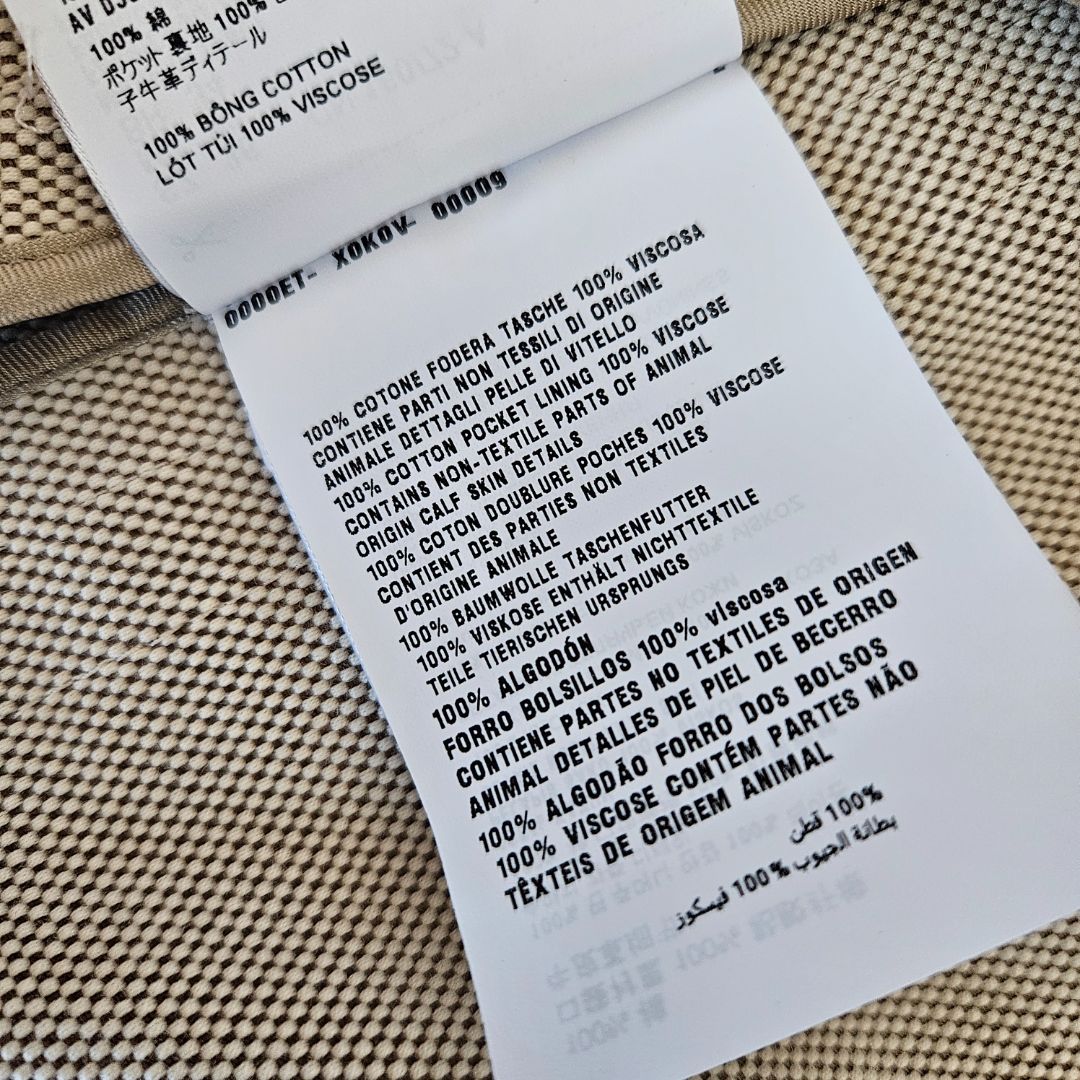 AV
100% 綿
ポケット裏地 100%
子牛革ディテール
100% BÔNG COTTON
LÓT TÚI 100% VISCOSE
0000ET- XOKOV- 00009
100% COTONE FODERA TASCHE 100% VISCOSA
CONTIENE PARTI NON TESSILI DI ORIGINE
ANIMALE DETTAGLI PELLE DI VITELLO
100% COTTON POCKET LINING 100% VISCOSE
CONTAINS NON-TEXTILE PARTS OF ANIMAL
ORIGIN CALF SKIN DETAILS
100% COTON DOUBLURE POCHES 100% VISCOSE
CONTIENT DES PARTIES NON TEXTILES
D'ORIGINE ANIMALE
100% BAUMWOLLE TASCHENFUTTER
100% VISKOSE ENTHÄLT NICHTTEXTILE
TEILE TIERISCHEN URSPRUNGS
100% ALGODÓN
FORRO BOLSILLOS 100% viscosa
CONTIENE PARTES NO TEXTILES DE ORIGEN
ANIMAL DETALLES DE PIEL DE BECERRO
100% ALGODÃO FORRO DOS BOLSOS
100% VISCOSE CONTÉM PARTES NÃO
TÊXTEIS DE ORIGEM ANIMAL
100% قطن
بطانة الجيوب 100% فيسكوز